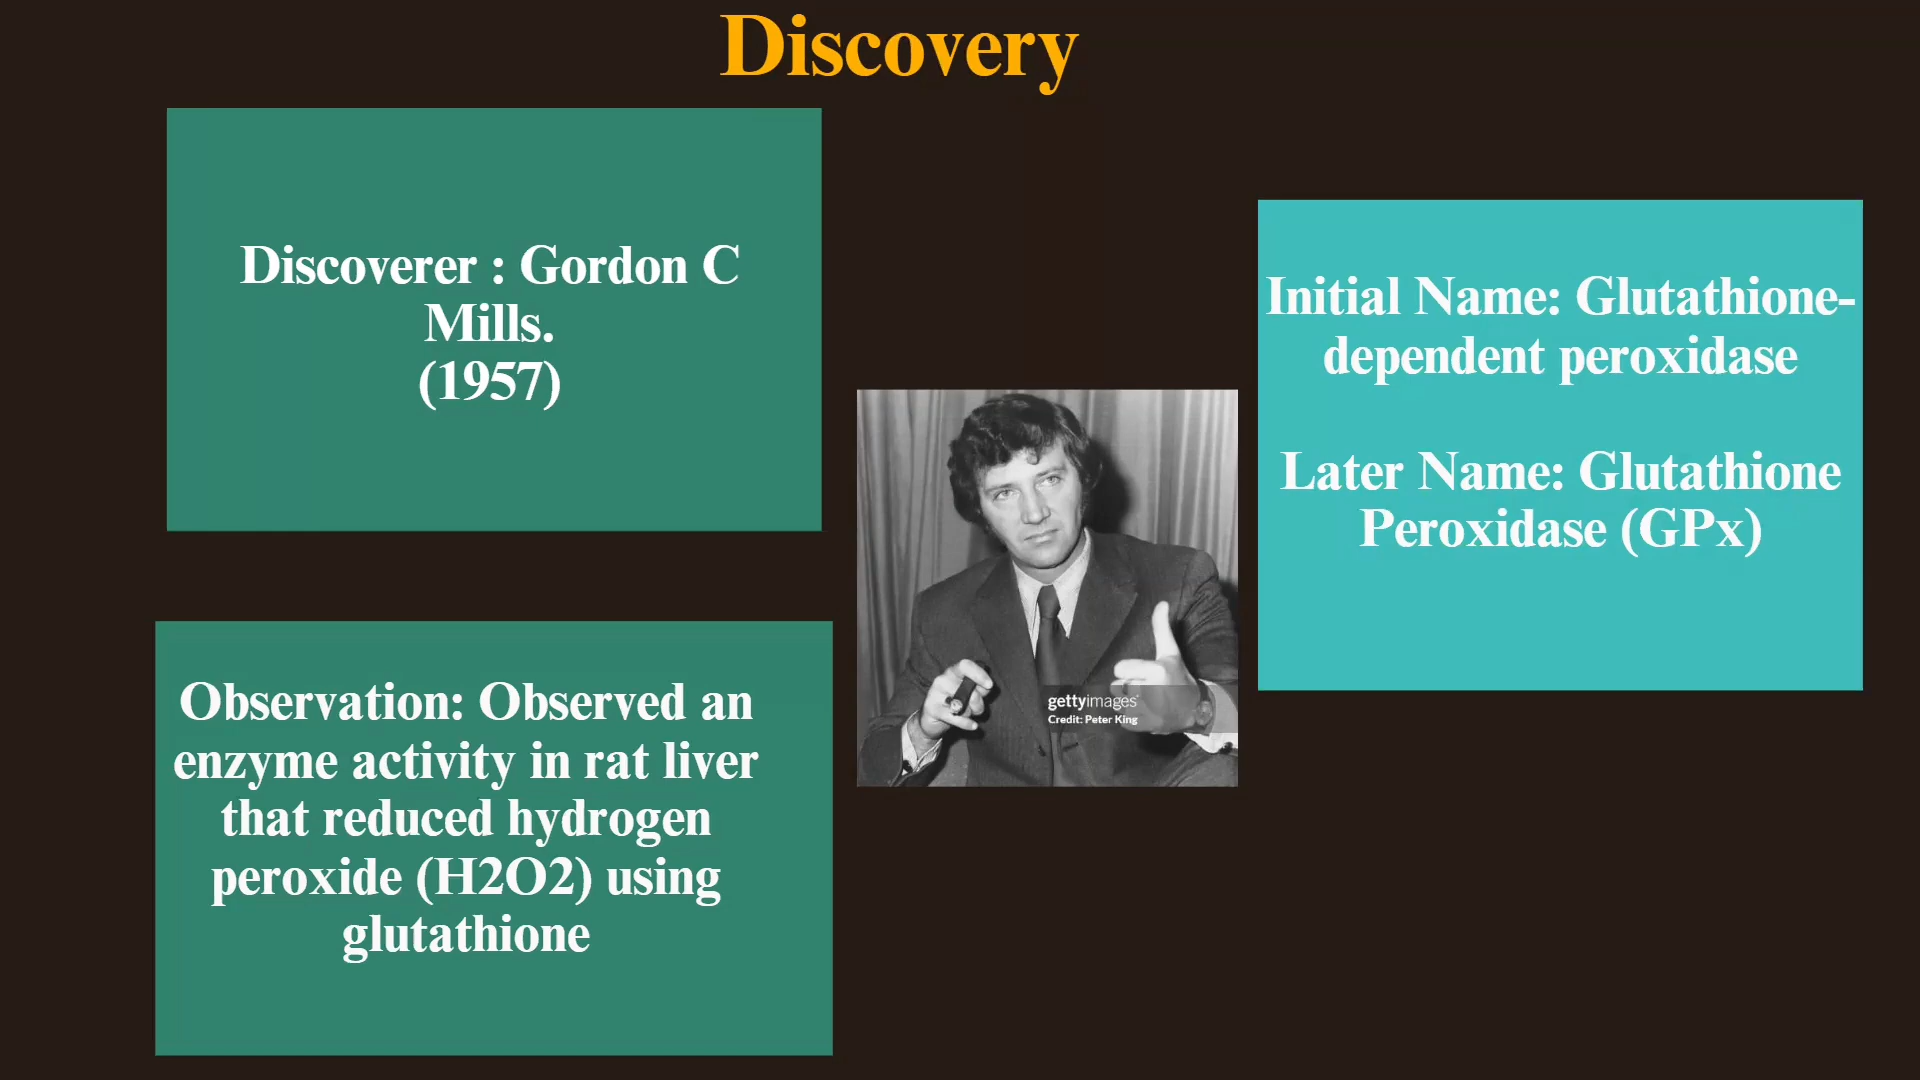 Discovery
Discoverer : Gordon C
Mills.
(1957)
Initial Name: Glutathione-
dependent peroxidase
Later Name: Glutathione
Peroxidase (GPx)
gettyimages
Credit: Peter King
Observation: Observed an
enzyme activity in rat liver
that reduced hydrogen
peroxide (H2O2) using
glutathione